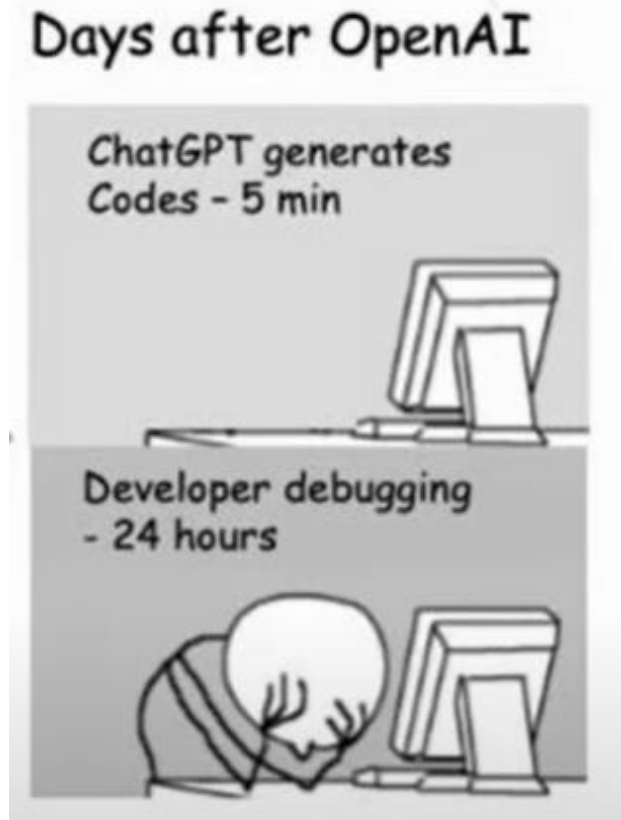 Days after OpenAI
ChatGPT generates
Codes - 5 min
Developer debugging
- 24 hours